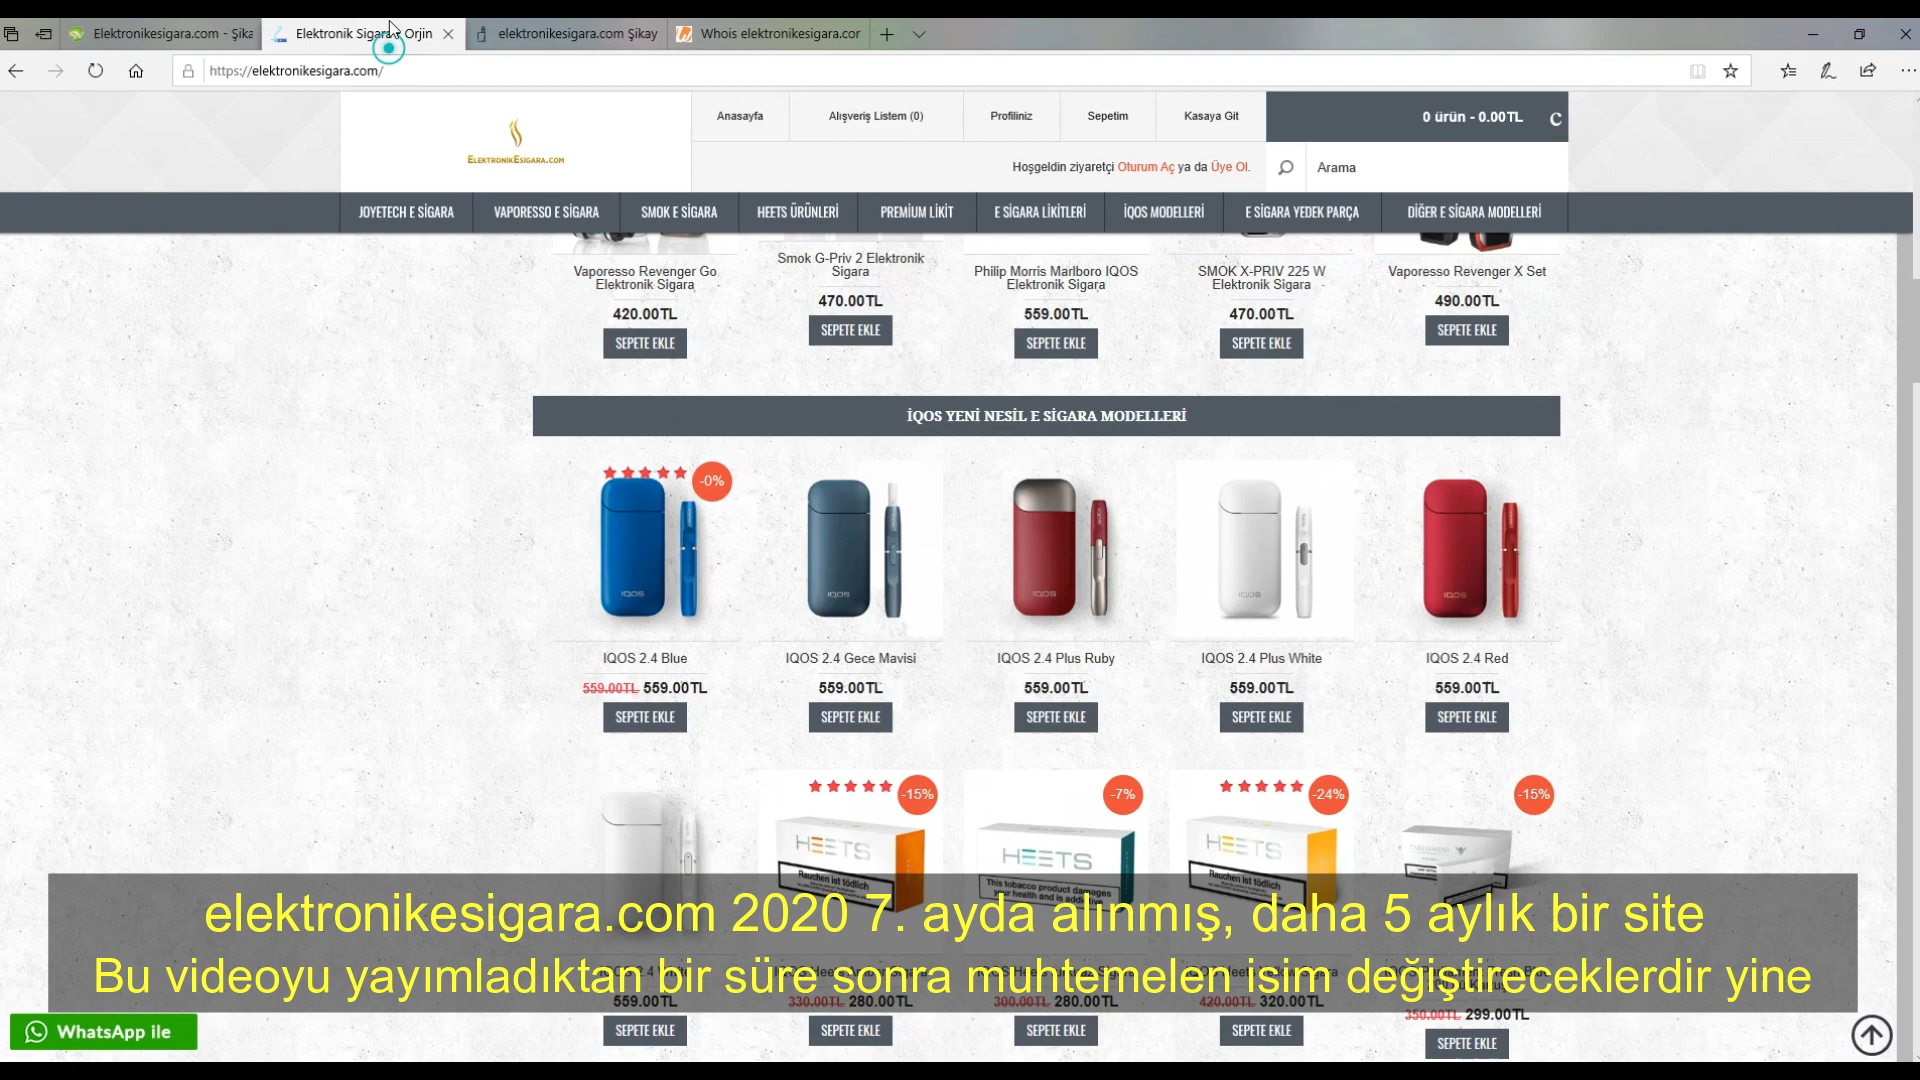 Elektronikesigara.com - Şika
Elektronik Sigara Orjin
elektronikesigara.com Şikay
Whois elektronikesigara.cor
https://elektronikesigara.com/
ELEKTRONIKESIGARA.COM
Anasayfa
Alışveriş Listem (0)
Profiliniz
Sepetim
Kasaya Git
0 ürün - 0.00TL
Hoşgeldin ziyaretçi Oturum Aç ya da Üye Ol.
Arama
JOYETECH E SİGARA
VAPORESSO E SİGARA
SMOK E SİGARA
HEETS ÜRÜNLERİ
PREMİUM LİKİT
E SİGARA LİKİTLERİ
İQOS MODELLERİ
E SİGARA YEDEK PARÇA
DİĞER E SİGARA MODELLERİ
Vaporesso Revenger Go
Elektronik Sigara
420.00TL
SEPETE EKLE
Smok G-Priv 2 Elektronik
Sigara
470.00TL
SEPETE EKLE
Philip Morris Marlboro IQOS
Elektronik Sigara
559.00TL
SEPETE EKLE
SMOK X-PRIV 225 W
Elektronik Sigara
470.00TL
SEPETE EKLE
Vaporesso Revenger X Set
490.00TL
SEPETE EKLE
İQOS YENİ NESİL E SİGARA MODELLERİ
-0%
IQOS
IQOS 2.4 Blue
559.00TL 559.00TL
SEPETE EKLE
IQOS
IQOS 2.4 Gece Mavisi
559.00TL
SEPETE EKLE
IQOS
IQOS 2.4 Plus Ruby
559.00TL
SEPETE EKLE
IQOS
IQOS 2.4 Plus White
559.00TL
SEPETE EKLE
IQOS
IQOS 2.4 Red
559.00TL
SEPETE EKLE
-15%
HEETS
Rauchen ist tödlich
-7%
HEETS
This tobacco product damages
your health and is addictive
-24%
HEETS
Rauchen ist tödlich
-15%
elektronikesigara.com 2020 7. ayda alınmış, daha 5 aylık bir site
Bu videoyu yayımladıktan bir süre sonra muhtemelen isim değiştireceklerdir yine
559.00TL
SEPETE EKLE
330.00TL 280.00TL
SEPETE EKLE
300.00TL 280.00TL
SEPETE EKLE
420.00TL 320.00TL
SEPETE EKLE
350.00TL 299.00TL
SEPETE EKLE
WhatsApp ile